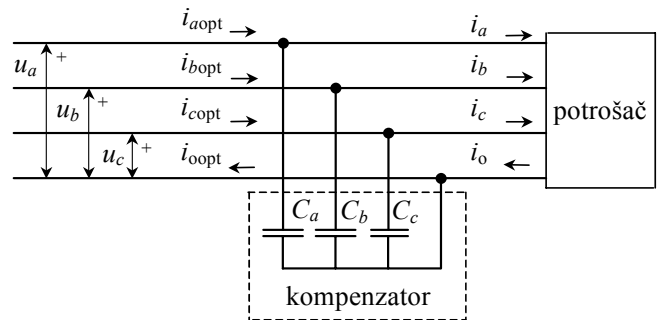 i_aopt i_a
u_a + i_bopt i_b
u_b + i_copt i_c potrošač
u_c + i_oopt i_o
C_a C_b C_c
kompenzator